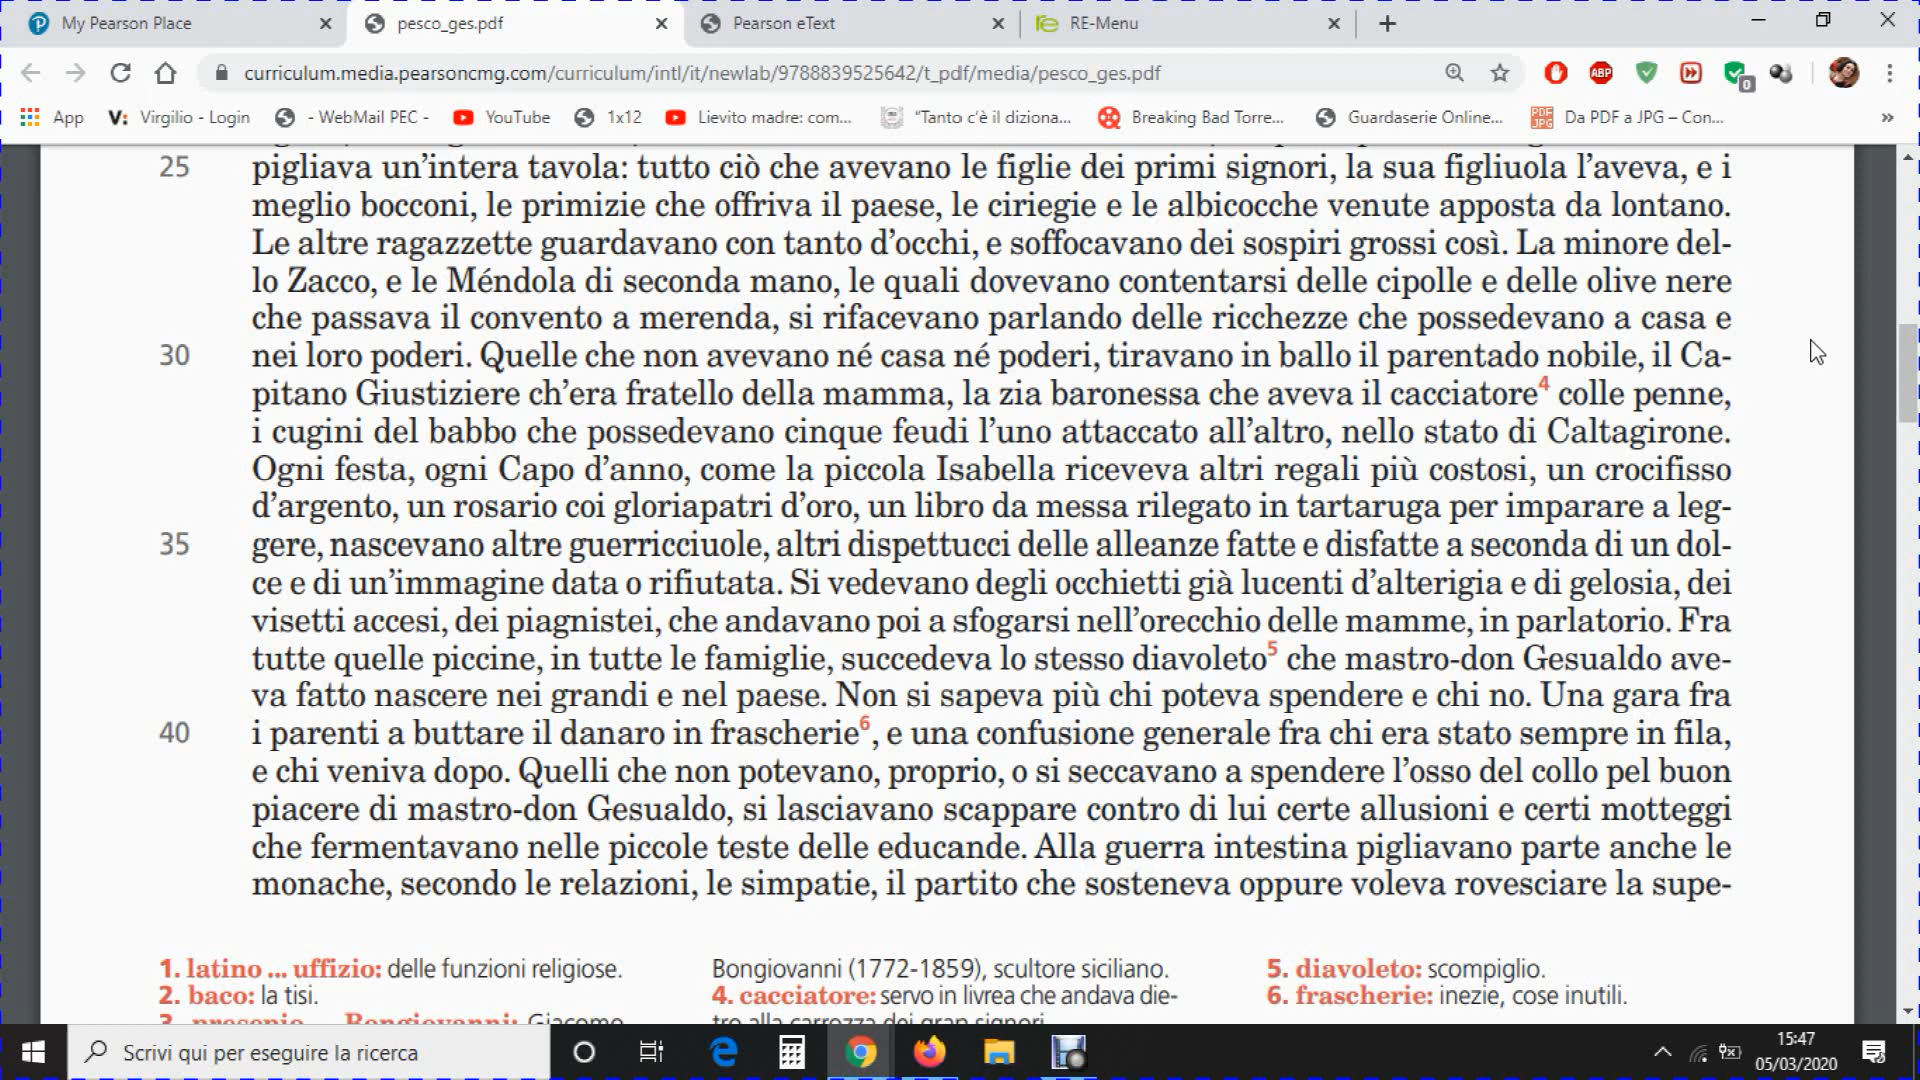 My Pearson Place
pesco_ges.pdf
Pearson eText
RE-Menu
curriculum.media.pearsoncmg.com/curriculum/intl/it/newlab/9788839525642/t_pdf/media/pesco_ges.pdf
ABP
0
App
Virgilio - Login
- WebMail PEC -
YouTube
1x12
Lievito madre: com...
"Tanto c'è il diziona...
Breaking Bad Torre...
Guardaserie Online...
PDF JPG
Da PDF a JPG – Con...
»
25 pigliava un'intera tavola: tutto ciò che avevano le figlie dei primi signori, la sua figliuola l'aveva, e i
meglio bocconi, le primizie che offriva il paese, le ciriegie e le albicocche venute apposta da lontano.
Le altre ragazzette guardavano con tanto d'occhi, e soffocavano dei sospiri grossi così. La minore del-
lo Zacco, e le Méndola di seconda mano, le quali dovevano contentarsi delle cipolle e delle olive nere
che passava il convento a merenda, si rifacevano parlando delle ricchezze che possedevano a casa e
30 nei loro poderi. Quelle che non avevano né casa né poderi, tiravano in ballo il parentado nobile, il Ca-
pitano Giustiziere ch'era fratello della mamma, la zia baronessa che aveva il cacciatore4 colle penne,
i cugini del babbo che possedevano cinque feudi l'uno attaccato all'altro, nello stato di Caltagirone.
Ogni festa, ogni Capo d'anno, come la piccola Isabella riceveva altri regali più costosi, un crocifisso
d'argento, un rosario coi gloriapatri d'oro, un libro da messa rilegato in tartaruga per imparare a leg-
35 gere, nascevano altre guerricciuole, altri dispettucci delle alleanze fatte e disfatte a seconda di un dol-
ce e di un'immagine data o rifiutata. Si vedevano degli occhietti già lucenti d'alterigia e di gelosia, dei
visetti accesi, dei piagnistei, che andavano poi a sfogarsi nell'orecchio delle mamme, in parlatorio. Fra
tutte quelle piccine, in tutte le famiglie, succedeva lo stesso diavoleto5 che mastro-don Gesualdo ave-
va fatto nascere nei grandi e nel paese. Non si sapeva più chi poteva spendere e chi no. Una gara fra
40 i parenti a buttare il danaro in frascherie6, e una confusione generale fra chi era stato sempre in fila,
e chi veniva dopo. Quelli che non potevano, proprio, o si seccavano a spendere l'osso del collo pel buon
piacere di mastro-don Gesualdo, si lasciavano scappare contro di lui certe allusioni e certi motteggi
che fermentavano nelle piccole teste delle educande. Alla guerra intestina pigliavano parte anche le
monache, secondo le relazioni, le simpatie, il partito che sosteneva oppure voleva rovesciare la supe-
1. latino ... uffizio: delle funzioni religiose.
2. baco: la tisi.
3. presepio ... Bongiovanni: Giacomo
Bongiovanni (1772-1859), scultore siciliano.
4. cacciatore: servo in livrea che andava die-
tro alla carrozza dei gran signori.
5. diavoleto: scompiglio.
6. frascherie: inezie, cose inutili.
Scrivi qui per eseguire la ricerca
15:47
05/03/2020